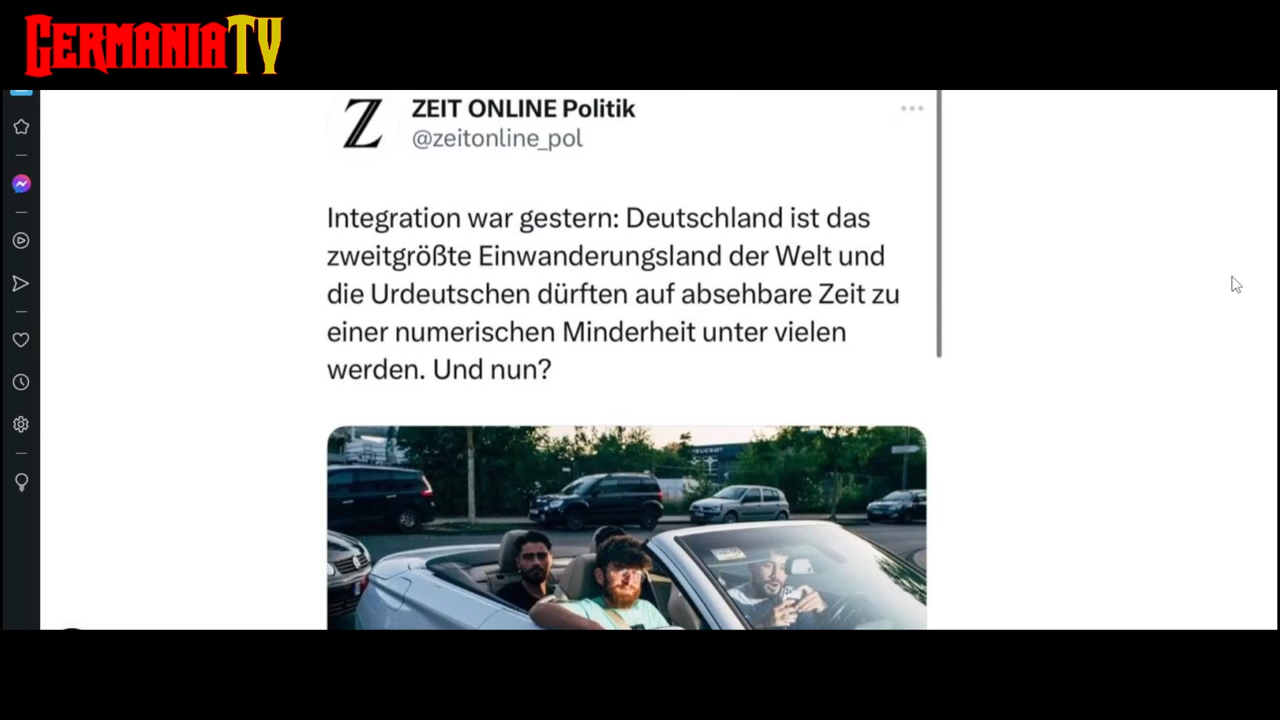 GERMANIATV
ZEIT ONLINE Politik
@zeitonline_pol
Integration war gestern: Deutschland ist das
zweitgrößte Einwanderungsland der Welt und
die Urdeutschen dürften auf absehbare Zeit zu
einer numerischen Minderheit unter vielen
werden. Und nun?
PEUGEOT